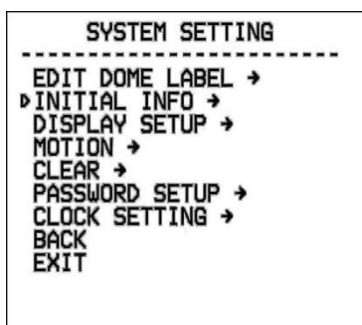 SYSTEM SETTING
EDIT DOME LABEL →
INITIAL INFO →
DISPLAY SETUP →
MOTION →
CLEAR →
PASSWORD SETUP →
CLOCK SETTING →
BACK
EXIT